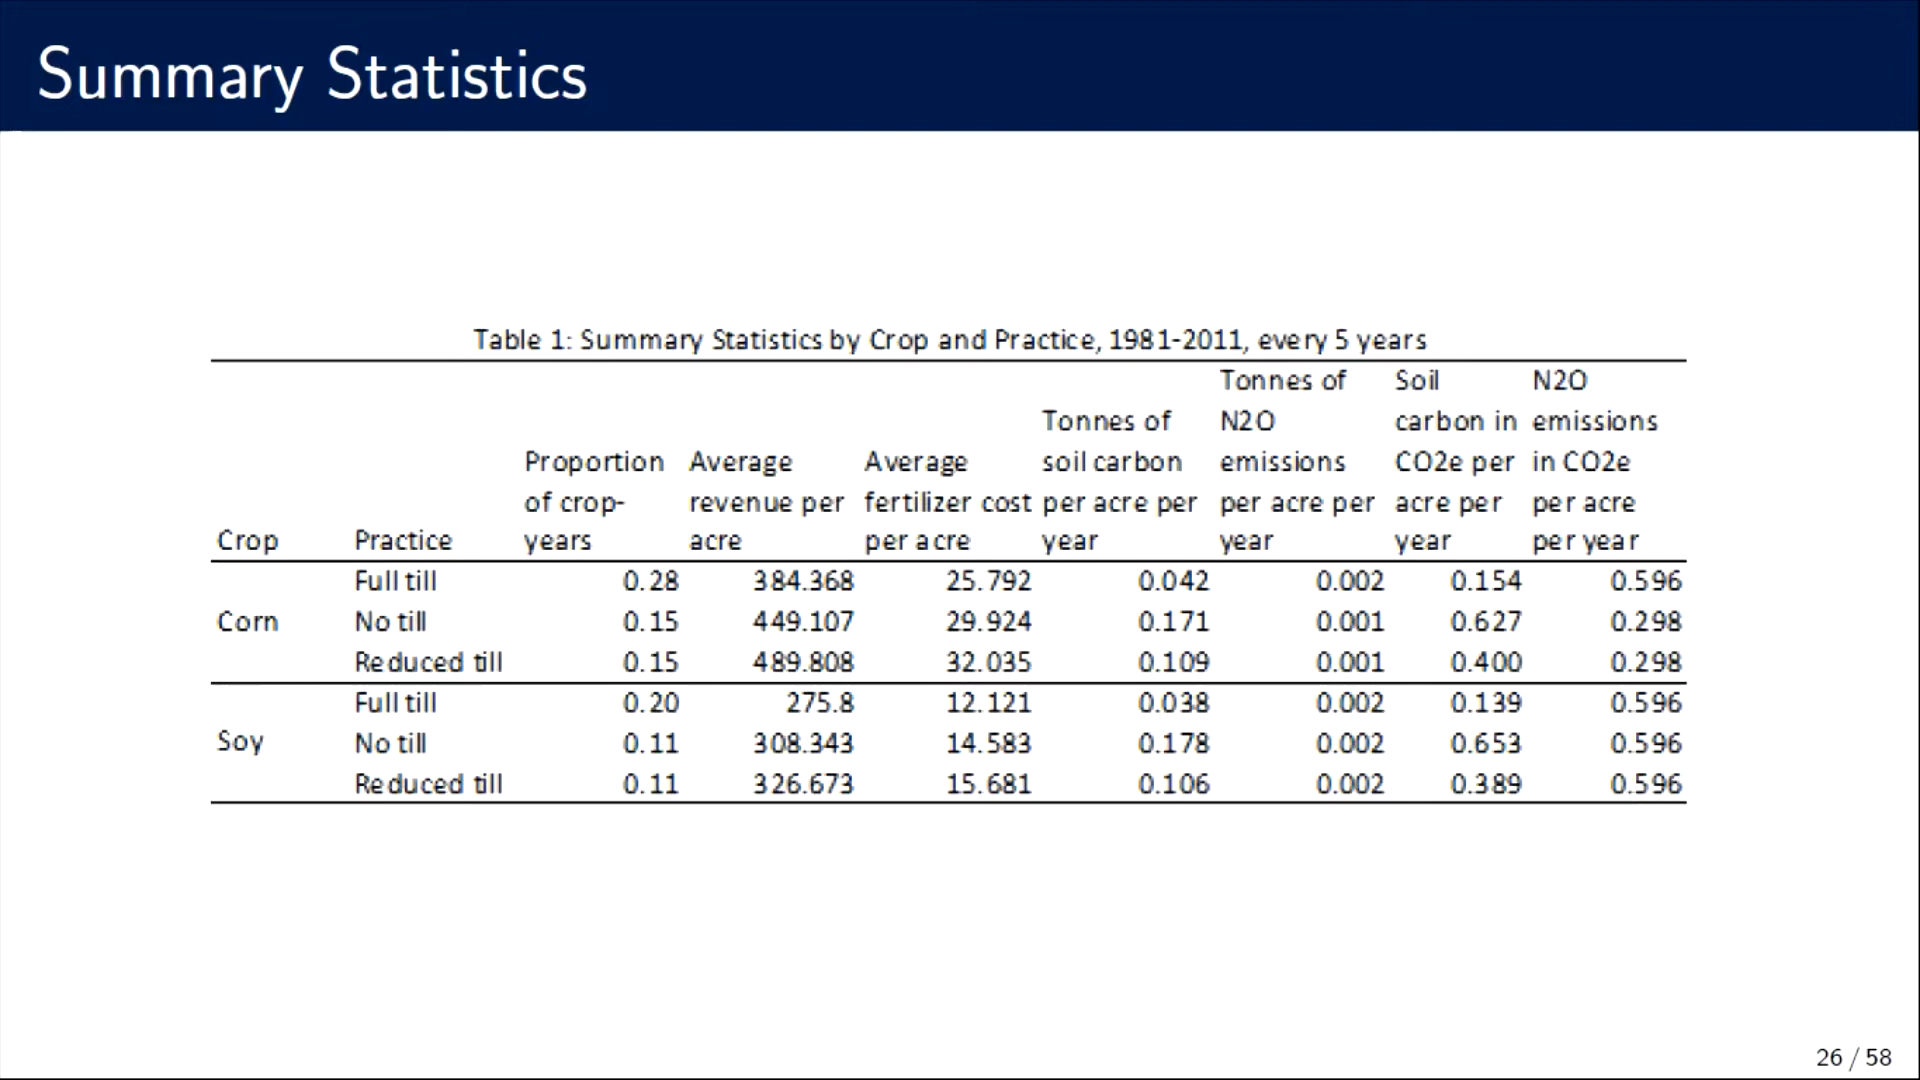 Summary Statistics
Table 1: Summary Statistics by Crop and Practice, 1981-2011, every 5 years
Tonnes of Soil N2O
Tonnes of N2O carbon in emissions
Proportion Average Average soil carbon emissions CO2e per in CO2e
of crop- revenue per fertilizer cost per acre per per acre per acre per per acre
Crop Practice years acre per acre year year year per year
Full till 0.28 384.368 25.792 0.042 0.002 0.154 0.596
Corn No till 0.15 449.107 29.924 0.171 0.001 0.627 0.298
Reduced till 0.15 489.808 32.035 0.109 0.001 0.400 0.298
Full till 0.20 275.8 12.121 0.038 0.002 0.139 0.596
Soy No till 0.11 308.343 14.583 0.178 0.002 0.653 0.596
Reduced till 0.11 326.673 15.681 0.106 0.002 0.389 0.596
26 / 58